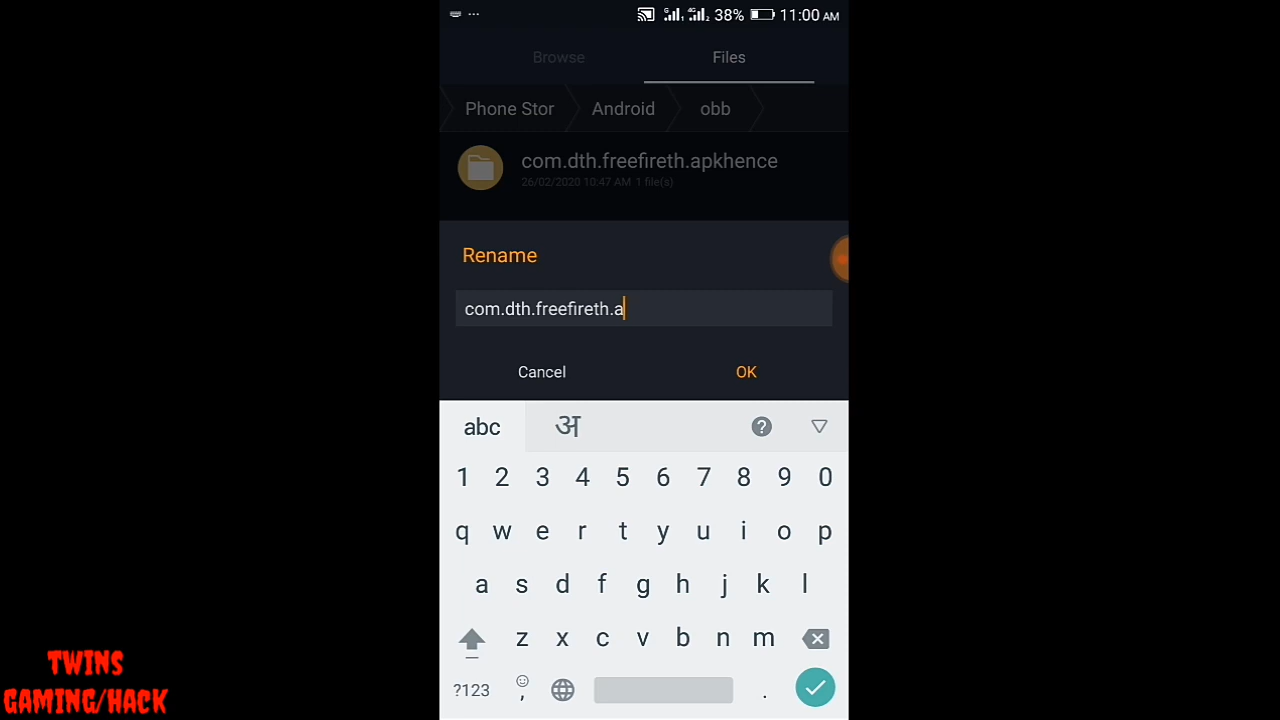 ... 38% 11:00 AM
Browse Files
Phone Stor Android obb
com.dth.freefireth.apkhence
26/02/2020 10:47 AM 1 file(s)
Rename
com.dth.freefireth.a
Cancel OK
abc अ ?
1 2 3 4 5 6 7 8 9 0
q w e r t y u i o p
a s d f g h j k l
z x c v b n m
?123 , .
TWINS
GAMING/HACK